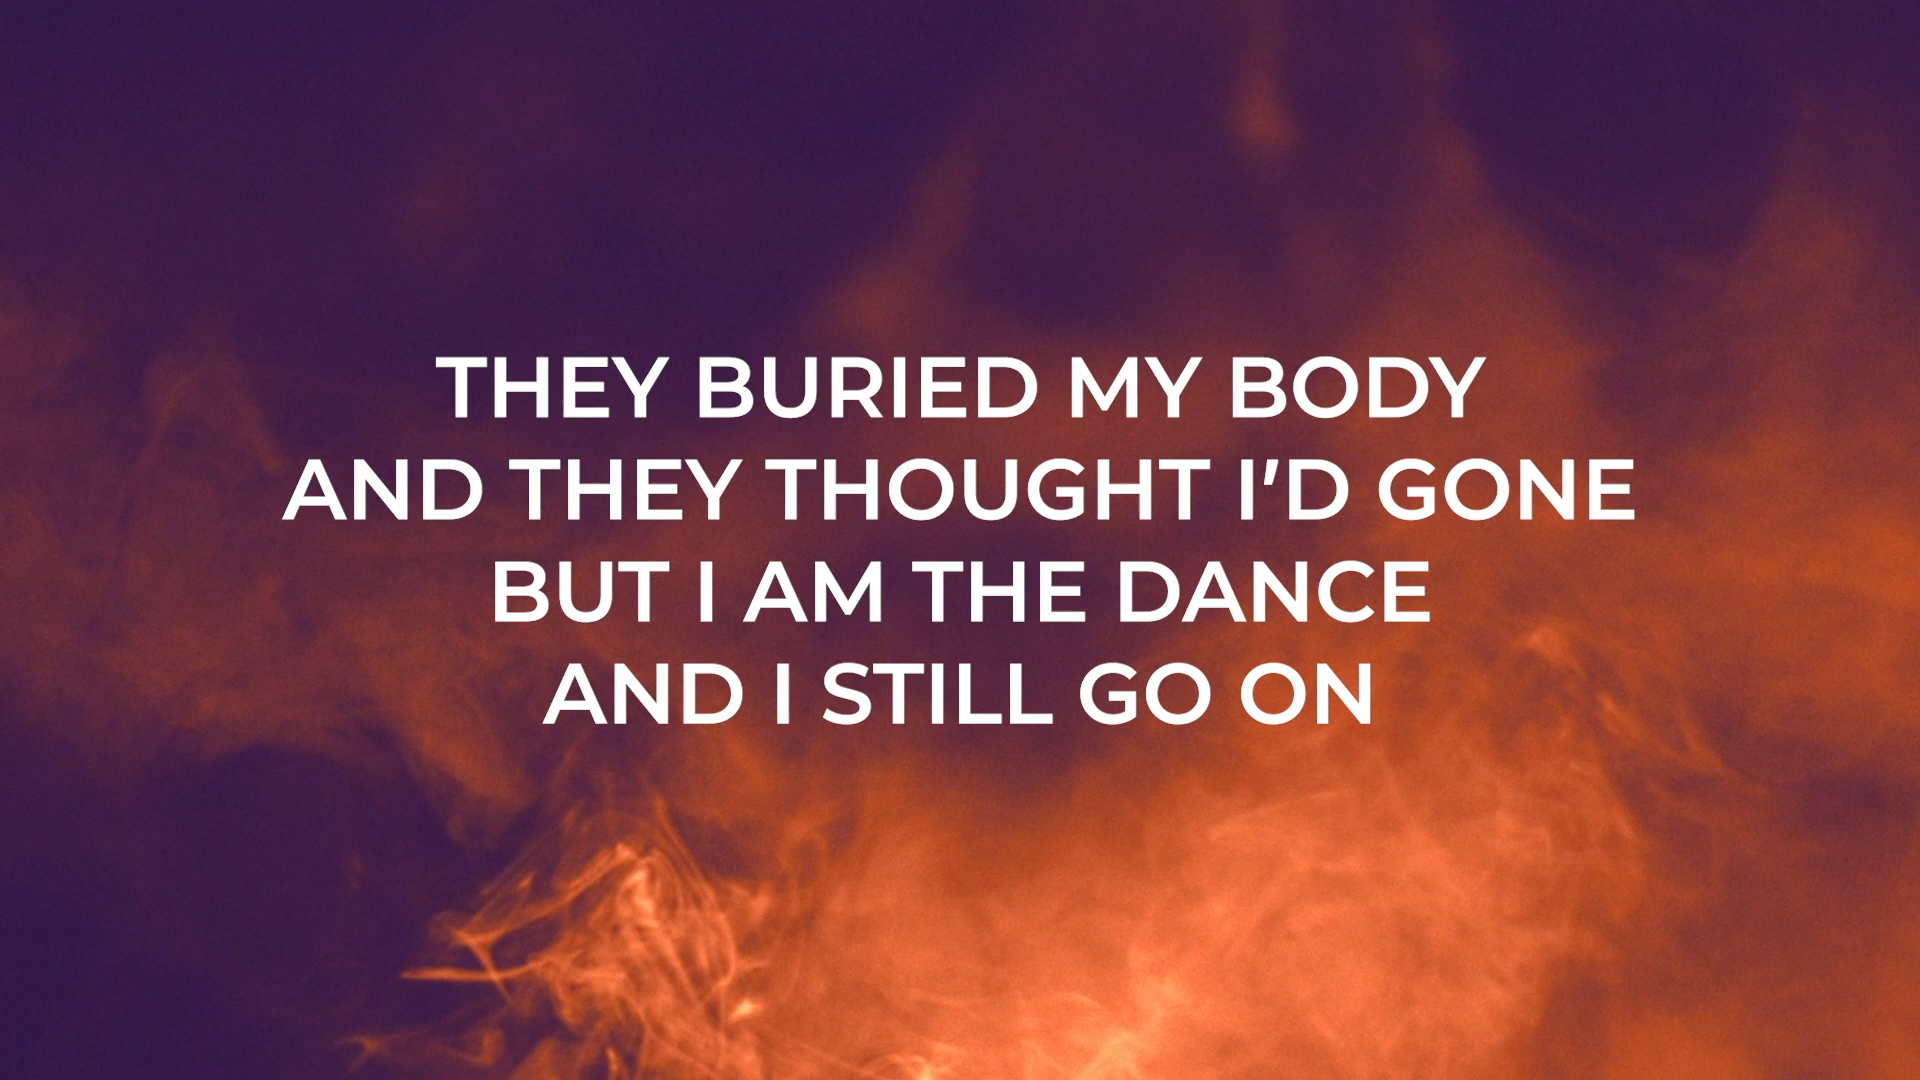 THEY BURIED MY BODY
AND THEY THOUGHT I'D GONE
BUT I AM THE DANCE
AND I STILL GO ON